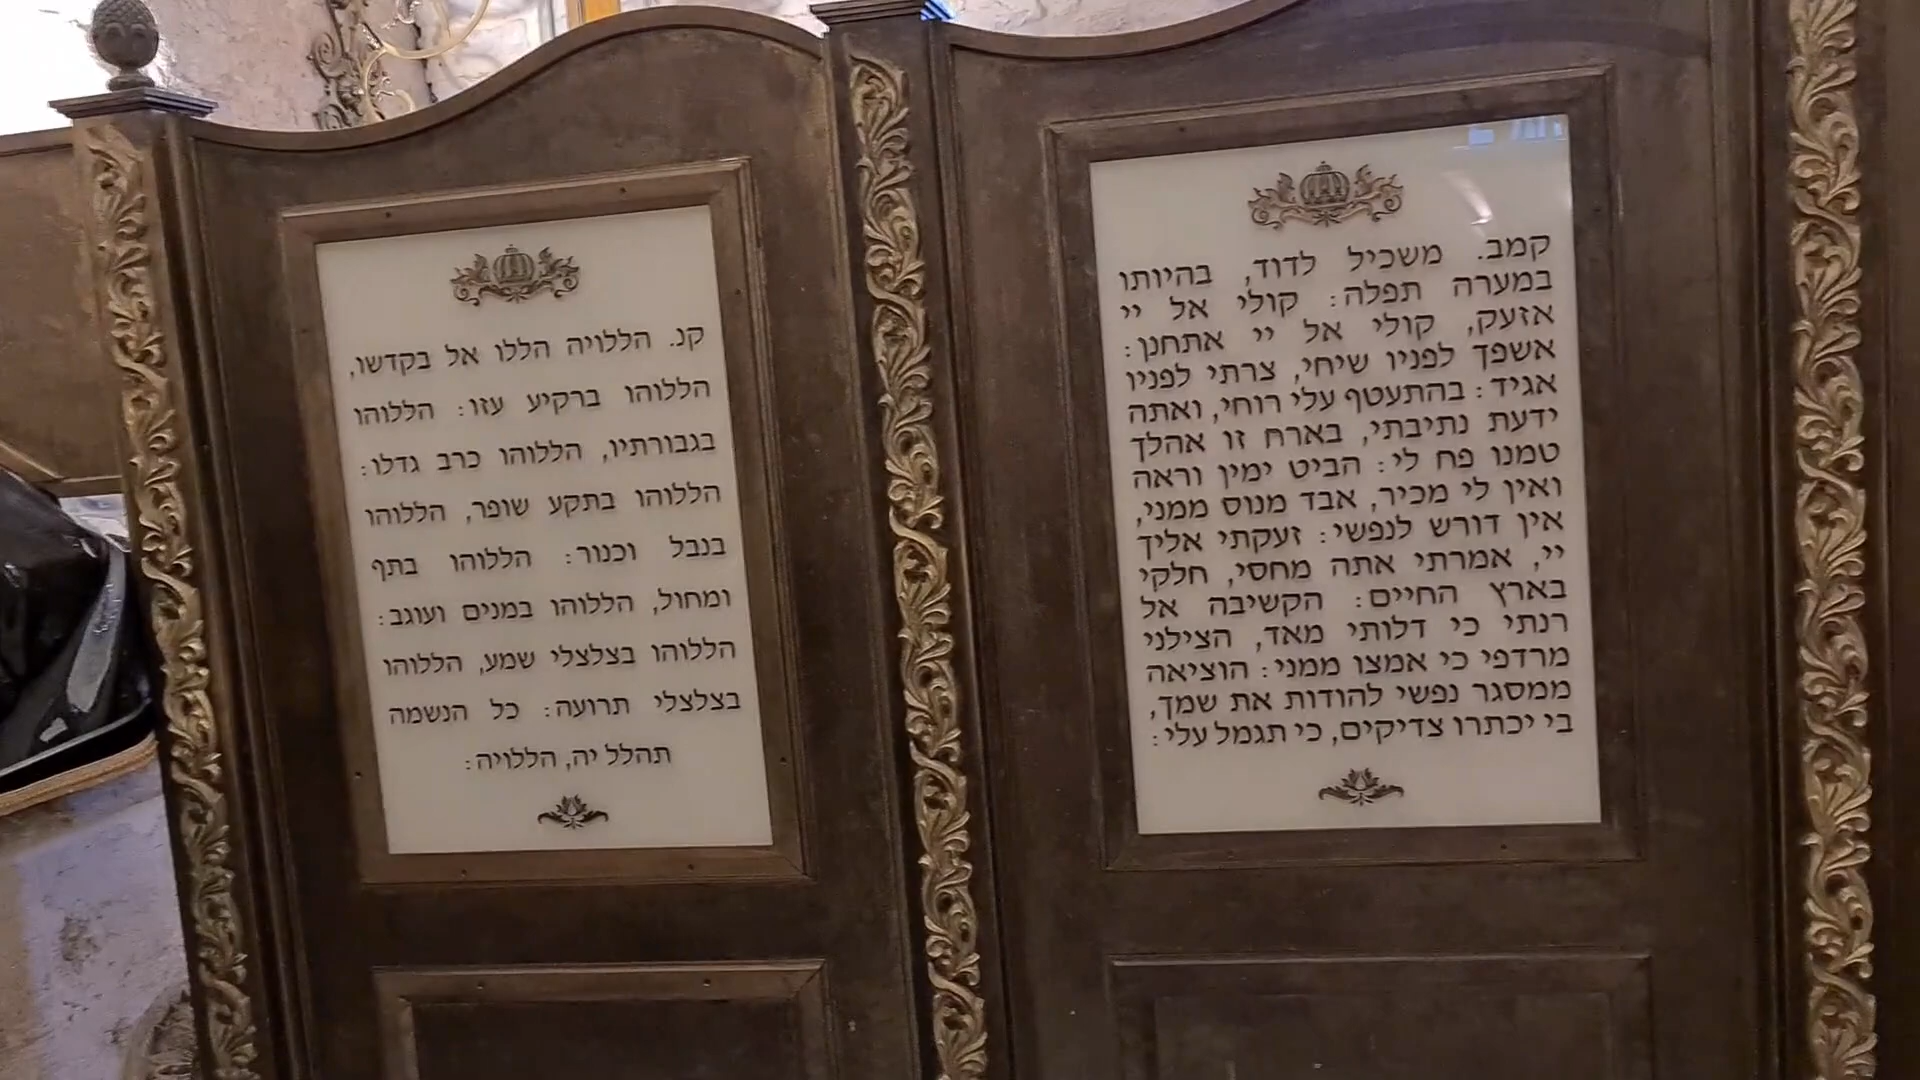 קמב. משכיל לדוד, בהיותו
במערה תפלה: קולי אל יי
אזעק, קולי אל יי אתחנן:
אשפך לפניו שיחי, צרתי לפניו
אגיד: בהתעטף עלי רוחי, ואתה
ידעת נתיבתי, בארח זו אהלך
טמנו פח לי: הביט ימין וראה
ואין לי מכיר, אבד מנוס ממני,
אין דורש לנפשי: זעקתי אליך
יי, אמרתי אתה מחסי, חלקי
בארץ החיים: הקשיבה אל
רנתי כי דלותי מאד, הצילני
מרדפי כי אמצו ממני: הוציאה
ממסגר נפשי להודות את שמך,
בי יכתרו צדיקים, כי תגמל עלי:
קנ. הללויה הללו אל בקדשו,
הללוהו ברקיע עזו: הללוהו
בגבורתיו, הללוהו כרב גדלו:
הללוהו בתקע שופר, הללוהו
בנבל וכנור: הללוהו בתף
ומחול, הללוהו במנים ועוגב:
הללוהו בצלצלי שמע, הללוהו
בצלצלי תרועה: כל הנשמה
תהלל יה, הללויה: